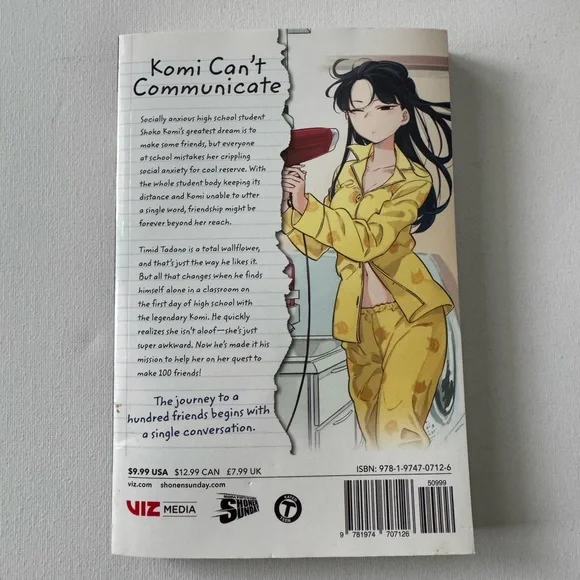 Komi Can't
Communicate
Socially anxious high school student
Shoko Komi's greatest dream is to
make some friends, but everyone
at school mistakes her crippling
social anxiety for cool reserve. With
the whole student body keeping its
distance and Komi unable to utter
a single word, friendship might be
forever beyond her reach.
Timid Tadano is a total wallflower,
and that's just the way he likes it.
But all that changes when he finds
himself alone in a classroom on
the first day of high school with
the legendary Komi. He quickly
realizes she isn't aloof—she's just
super awkward. Now he's made it his
mission to help her on her quest to
make 100 friends!
The journey to a
hundred friends begins with
a single conversation.
$9.99 USA $12.99 CAN £7.99 UK
viz.com shonensunday.com
VIZ MEDIA
SHONEN
SUNDAY
RATED
T
TEEN
ISBN: 978-1-9747-0712-6
50999
9 781974 707126